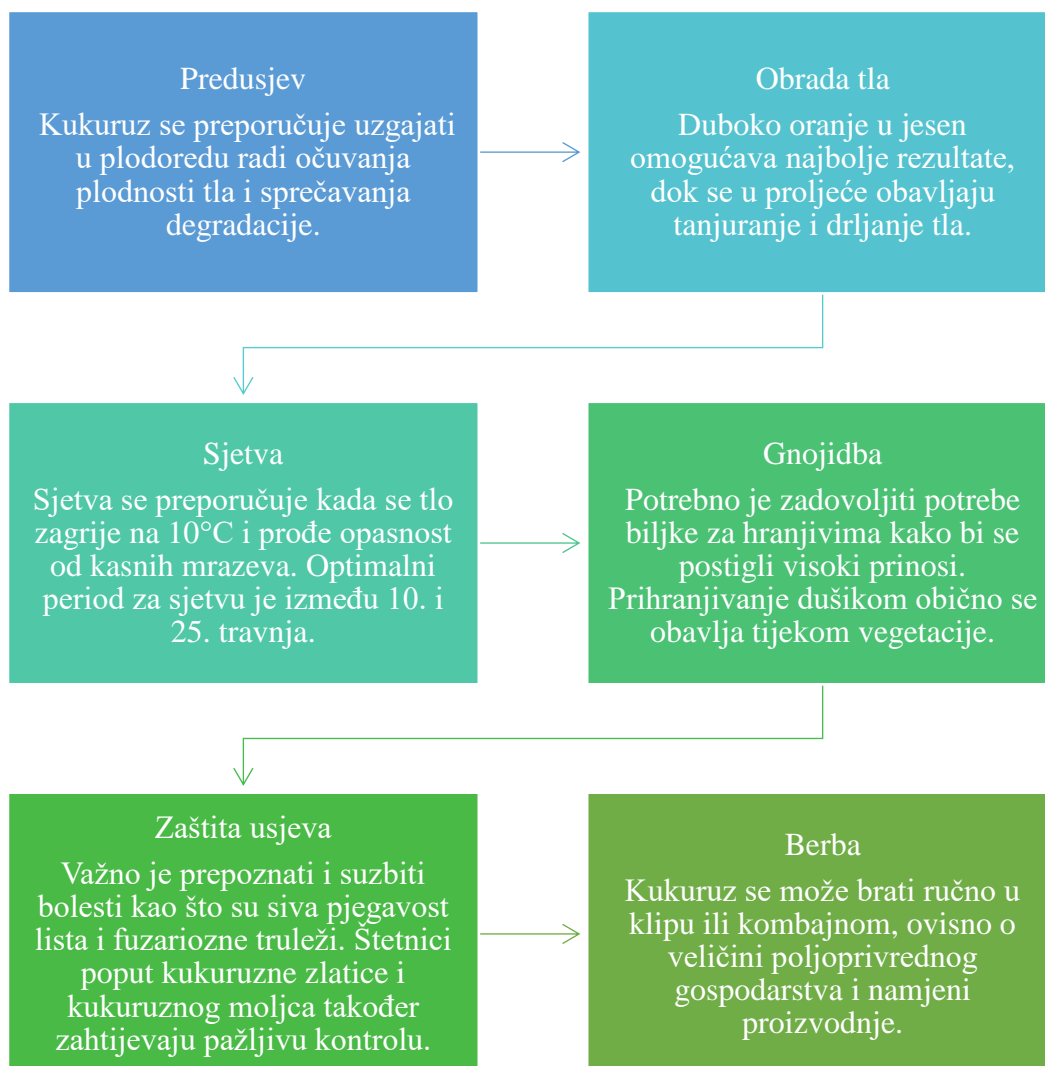 Predusjev
Kukuruz se preporučuje uzgajati
u plodoredu radi očuvanja
plodnosti tla i sprečavanja
degradacije.
Obrada tla
Duboko oranje u jesen
omogućava najbolje rezultate,
dok se u proljeće obavljaju
tanjuranje i drljanje tla.
Sjetva
Sjetva se preporučuje kada se tlo
zagrije na 10°C i prođe opasnost
od kasnih mrazeva. Optimalni
period za sjetvu je između 10. i
25. travnja.
Gnojidba
Potrebno je zadovoljiti potrebe
biljke za hranjivima kako bi se
postigli visoki prinosi.
Prihranjivanje dušikom obično se
obavlja tijekom vegetacije.
Zaštita usjeva
Važno je prepoznati i suzbiti
bolesti kao što su siva pjegavost
lista i fuzariozne truleži. Štetnici
poput kukuruzne zlatice i
kukuruznog moljca također
zahtijevaju pažljivu kontrolu.
Berba
Kukuruz se može brati ručno u
klipu ili kombajnom, ovisno o
veličini poljoprivrednog
gospodarstva i namjeni
proizvodnje.